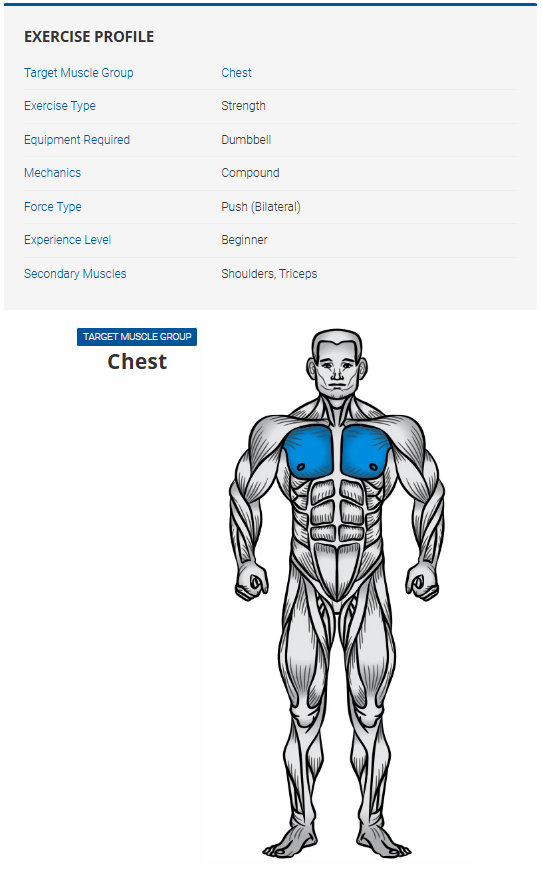 EXERCISE PROFILE
Target Muscle Group Chest
Exercise Type Strength
Equipment Required Dumbbell
Mechanics Compound
Force Type Push (Bilateral)
Experience Level Beginner
Secondary Muscles Shoulders, Triceps
TARGET MUSCLE GROUP
Chest